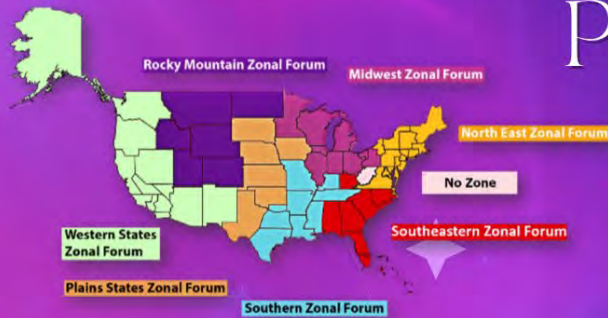 P
Rocky Mountain Zonal Forum
Midwest Zonal Forum
North East Zonal Forum
No Zone
Southeastern Zonal Forum
Western States
Zonal Forum
Plains States Zonal Forum
Southern Zonal Forum